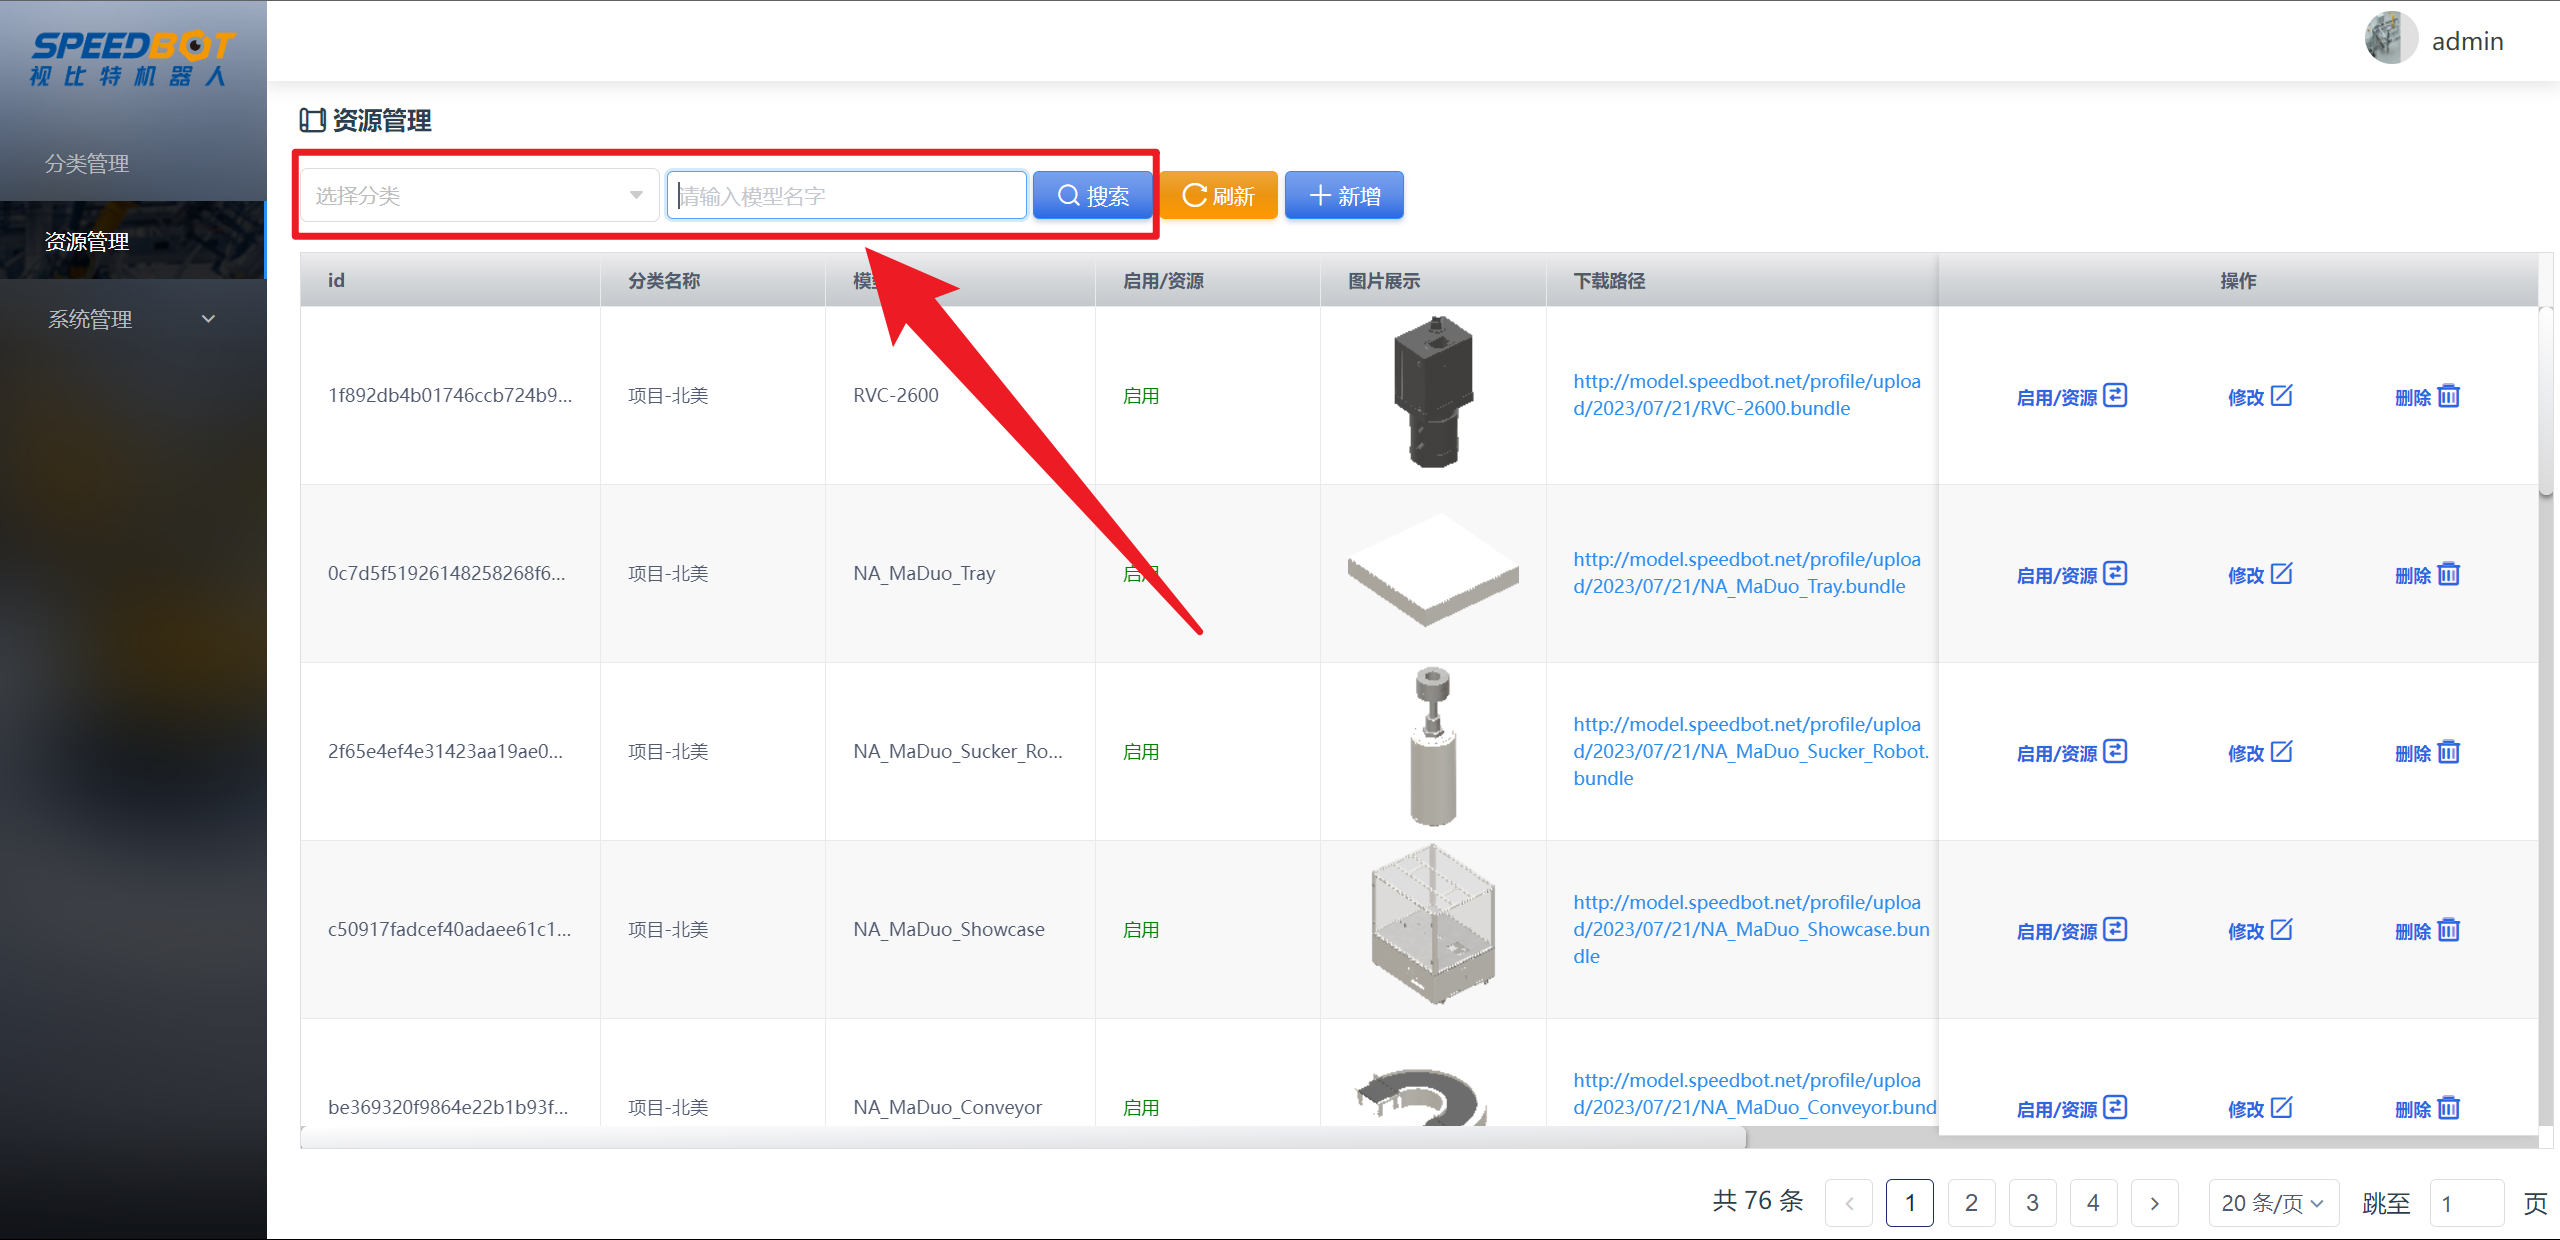 SPEEDBOT
视比特机器人
admin
分类管理
资源管理
系统管理
资源管理
选择分类
请输入模型名字
搜索
刷新
新增
id
分类名称
启用/资源
图片展示
下载路径
操作
1f892db4b01746ccb724b9...
项目-北美
RVC-2600
启用
http://model.speedbot.net/profile/uploa
d/2023/07/21/RVC-2600.bundle
启用/资源
修改
删除
0c7d5f51926148258268f6...
项目-北美
NA_MaDuo_Tray
启用
http://model.speedbot.net/profile/uploa
d/2023/07/21/NA_MaDuo_Tray.bundle
启用/资源
修改
删除
2f65e4ef4e31423aa19ae0...
项目-北美
NA_MaDuo_Sucker_Ro...
启用
http://model.speedbot.net/profile/uploa
d/2023/07/21/NA_MaDuo_Sucker_Robot.
bundle
启用/资源
修改
删除
c50917fadcef40adaee61c1...
项目-北美
NA_MaDuo_Showcase
启用
http://model.speedbot.net/profile/uploa
d/2023/07/21/NA_MaDuo_Showcase.bun
dle
启用/资源
修改
删除
be369320f9864e22b1b93f...
项目-北美
NA_MaDuo_Conveyor
启用
http://model.speedbot.net/profile/uploa
d/2023/07/21/NA_MaDuo_Conveyor.bund
启用/资源
修改
删除
共 76 条
1
2
3
4
20 条/页
跳至
1
页